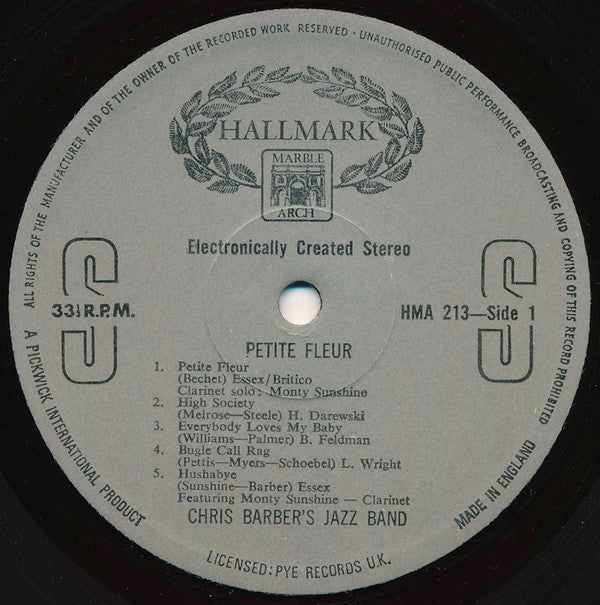 ALL RIGHTS OF THE MANUFACTURER AND OF THE OWNER OF THE RECORDED WORK RESERVED · UNAUTHORISED PUBLIC PERFORMANCE BROADCASTING AND COPYING OF THIS RECORD PROHIBITED
HALLMARK
MARBLE
ARCH
Electronically Created Stereo
S S
33⅓ R.P.M.
HMA 213—Side 1
PETITE FLEUR
1. Petite Fleur
(Bechet) Essex/Britico
Clarinet solo: Monty Sunshine
2. High Society
(Melrose—Steele) H. Darewski
3. Everybody Loves My Baby
(Williams—Palmer) B. Feldman
4. Bugle Call Rag
(Pettis—Myers—Schoebel) L. Wright
5. Hushabye
(Sunshine—Barber) Essex
Featuring Monty Sunshine — Clarinet
CHRIS BARBER'S JAZZ BAND
A PICKWICK INTERNATIONAL PRODUCT
LICENSED: PYE RECORDS U.K.
MADE IN ENGLAND